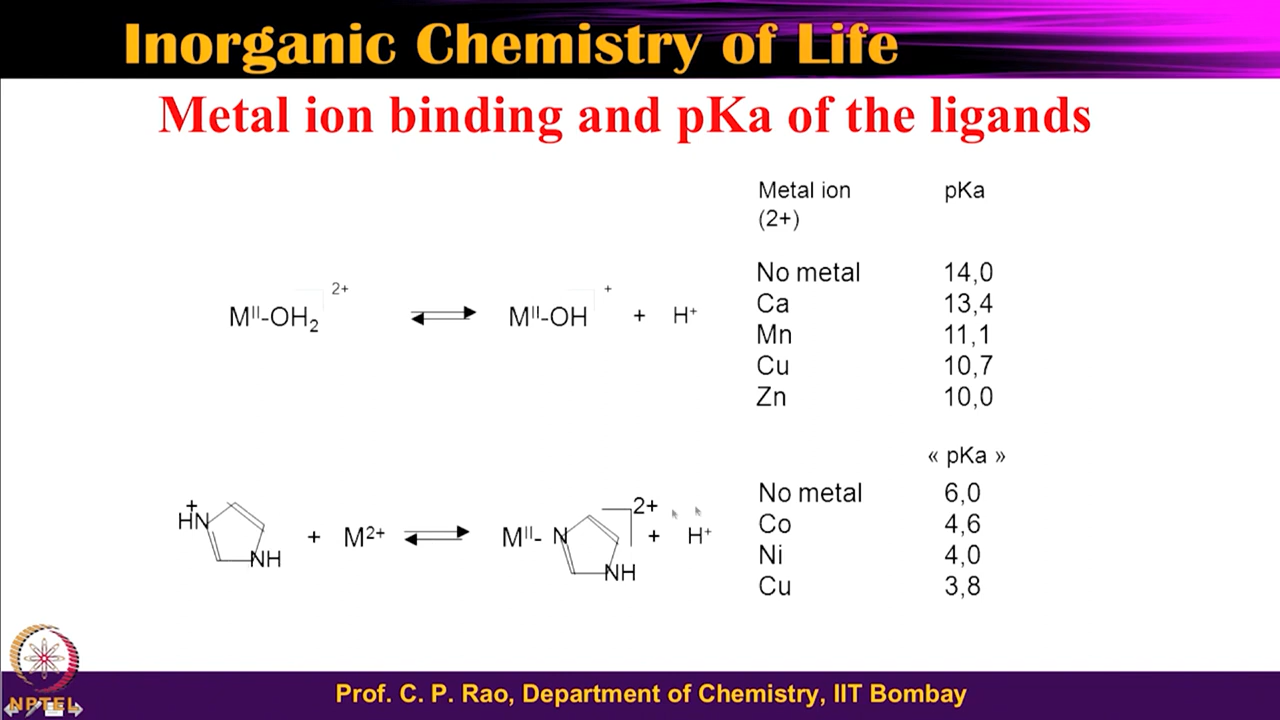 Inorganic Chemistry of Life
Metal ion binding and pKa of the ligands
Metal ion pKa
(2+)
No metal 14,0
Ca 13,4
Mn 11,1
Cu 10,7
Zn 10,0
Mᴵᴵ-OH₂ 2+ Mᴵᴵ-OH + + H⁺
« pKa »
No metal 6,0
Co 4,6
Ni 4,0
Cu 3,8
+
HN NH + M²⁺ Mᴵᴵ- N NH 2+ + H⁺
NPTEL
Prof. C. P. Rao, Department of Chemistry, IIT Bombay